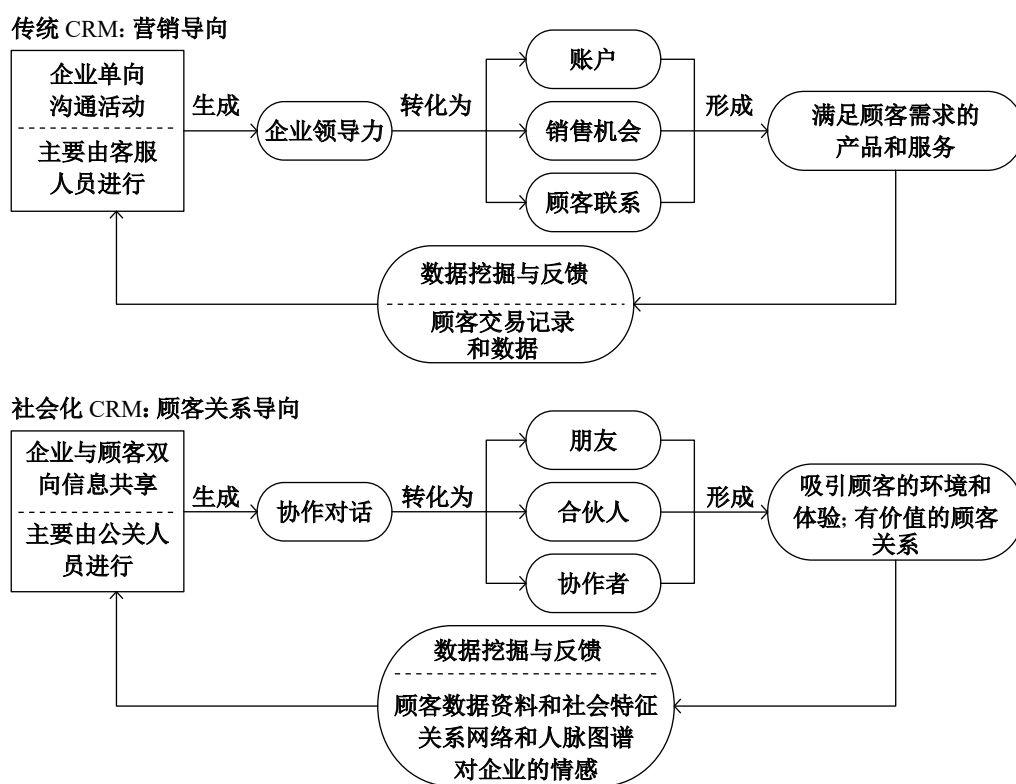 传统 CRM: 营销导向
企业单向
沟通活动
主要由客服
人员进行
生成
企业领导力
转化为
账户
销售机会
顾客联系
形成
满足顾客需求的
产品和服务
数据挖掘与反馈
顾客交易记录
和数据
社会化 CRM: 顾客关系导向
企业与顾客双
向信息共享
主要由公关人
员进行
生成
协作对话
转化为
朋友
合伙人
协作者
形成
吸引顾客的环境和
体验; 有价值的顾客
关系
数据挖掘与反馈
顾客数据资料和社会特征
关系网络和人脉图谱
对企业的情感